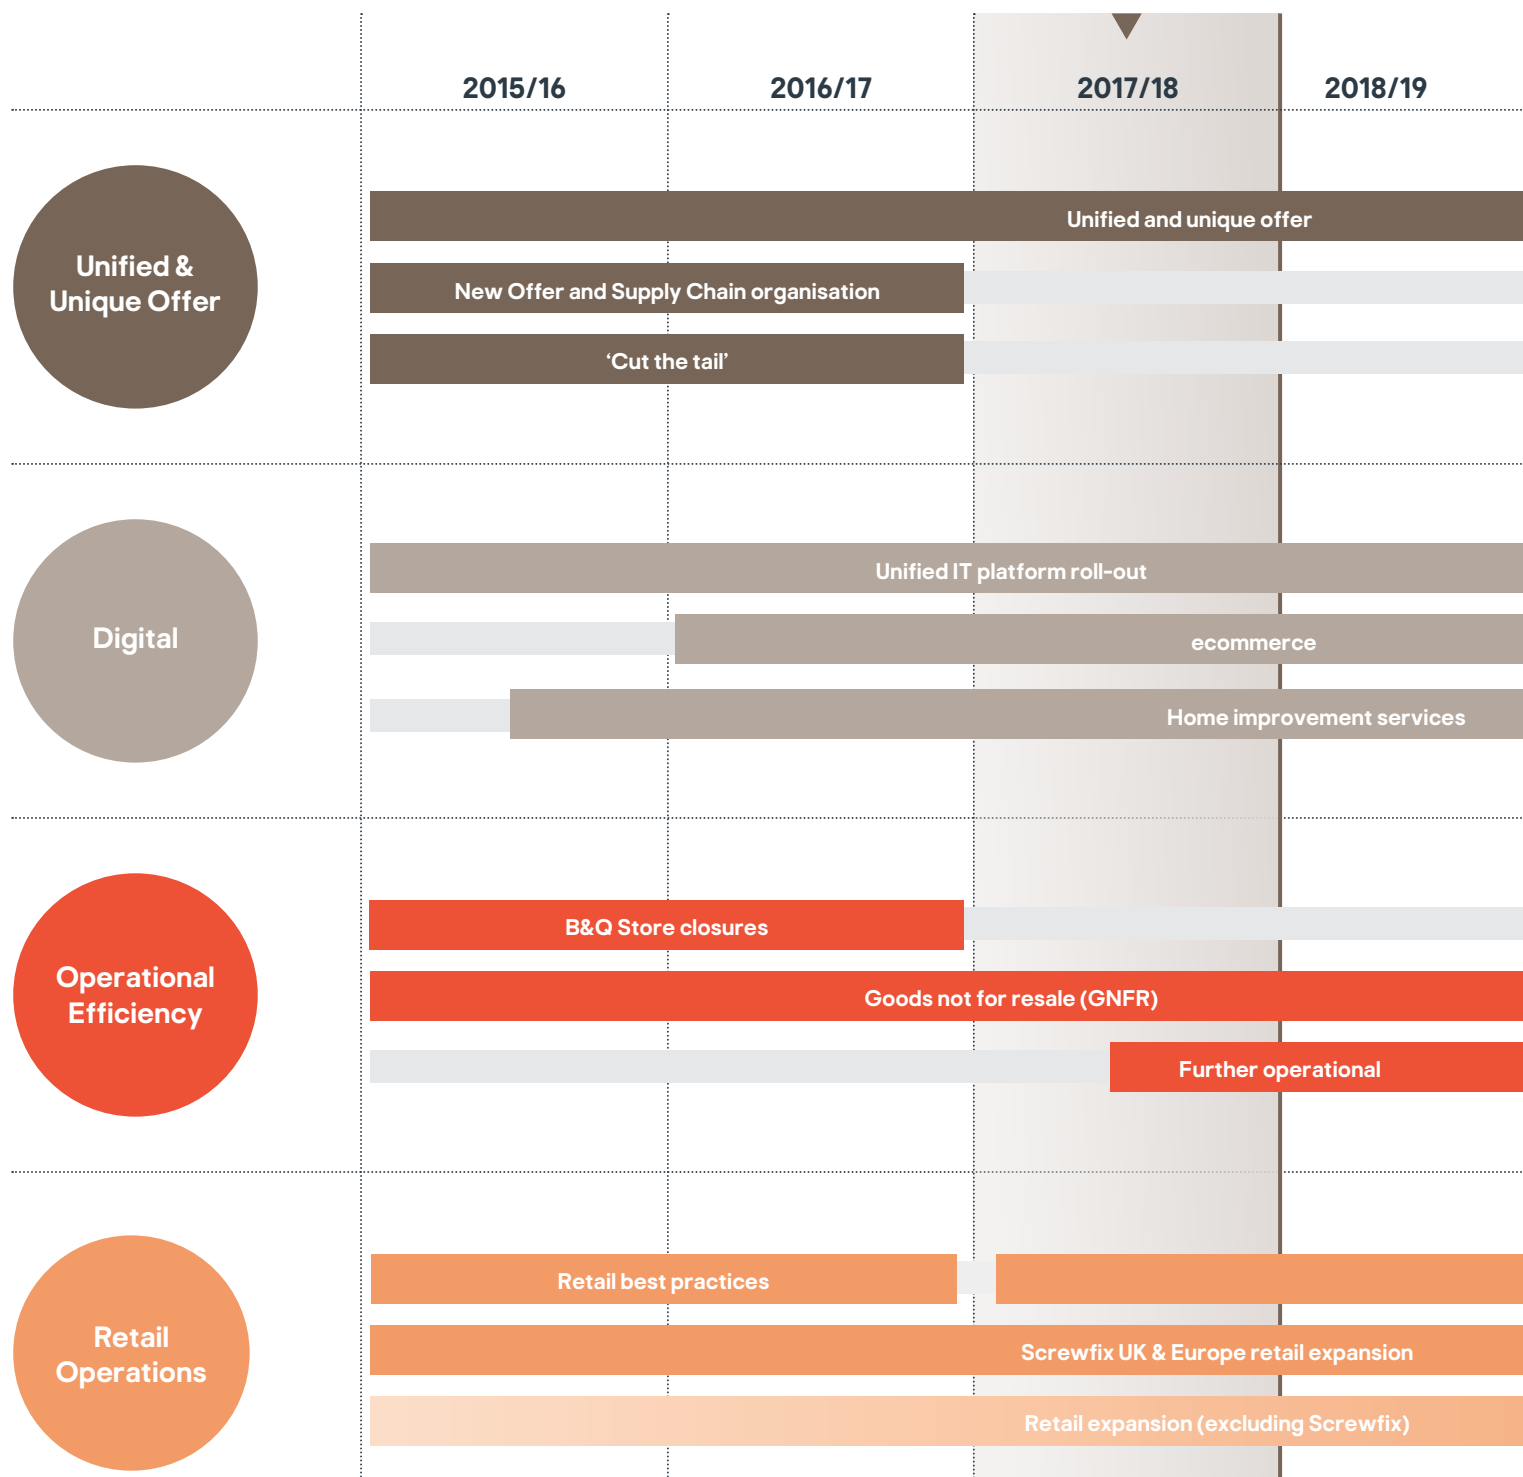 2015/16
2016/17
2017/18
2018/19
Unified &
Unique Offer
Unified and unique offer
New Offer and Supply Chain organisation
‘Cut the tail’
Digital
Unified IT platform roll-out
ecommerce
Home improvement services
Operational
Efficiency
B&Q Store closures
Goods not for resale (GNFR)
Further operational
Retail
Operations
Retail best practices
Screwfix UK & Europe retail expansion
Retail expansion (excluding Screwfix)